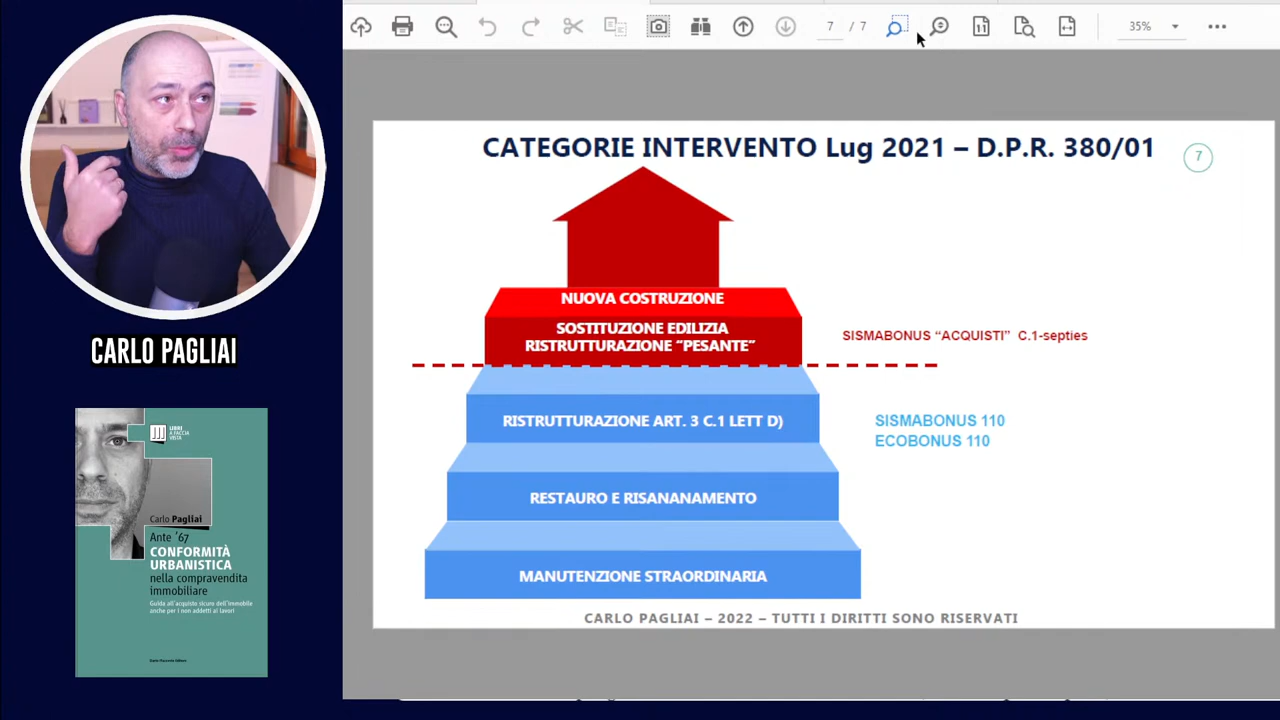 7 / 7
35%
CATEGORIE INTERVENTO Lug 2021 – D.P.R. 380/01
7
NUOVA COSTRUZIONE
SOSTITUZIONE EDILIZIA
RISTRUTTURAZIONE “PESANTE”
SISMABONUS “ACQUISTI” C.1-septies
RISTRUTTURAZIONE ART. 3 C.1 LETT D)
SISMABONUS 110
ECOBONUS 110
RESTAURO E RISANANAMENTO
MANUTENZIONE STRAORDINARIA
CARLO PAGLIAI – 2022 – TUTTI I DIRITTI SONO RISERVATI
CARLO PAGLIAI
LIBRI
A FACCIA
VISTA
Carlo Pagliai
Ante '67
CONFORMITÀ
URBANISTICA
nella compravendita
immobiliare
Guida all'acquisto sicuro dell'immobile
anche per i non addetti ai lavori